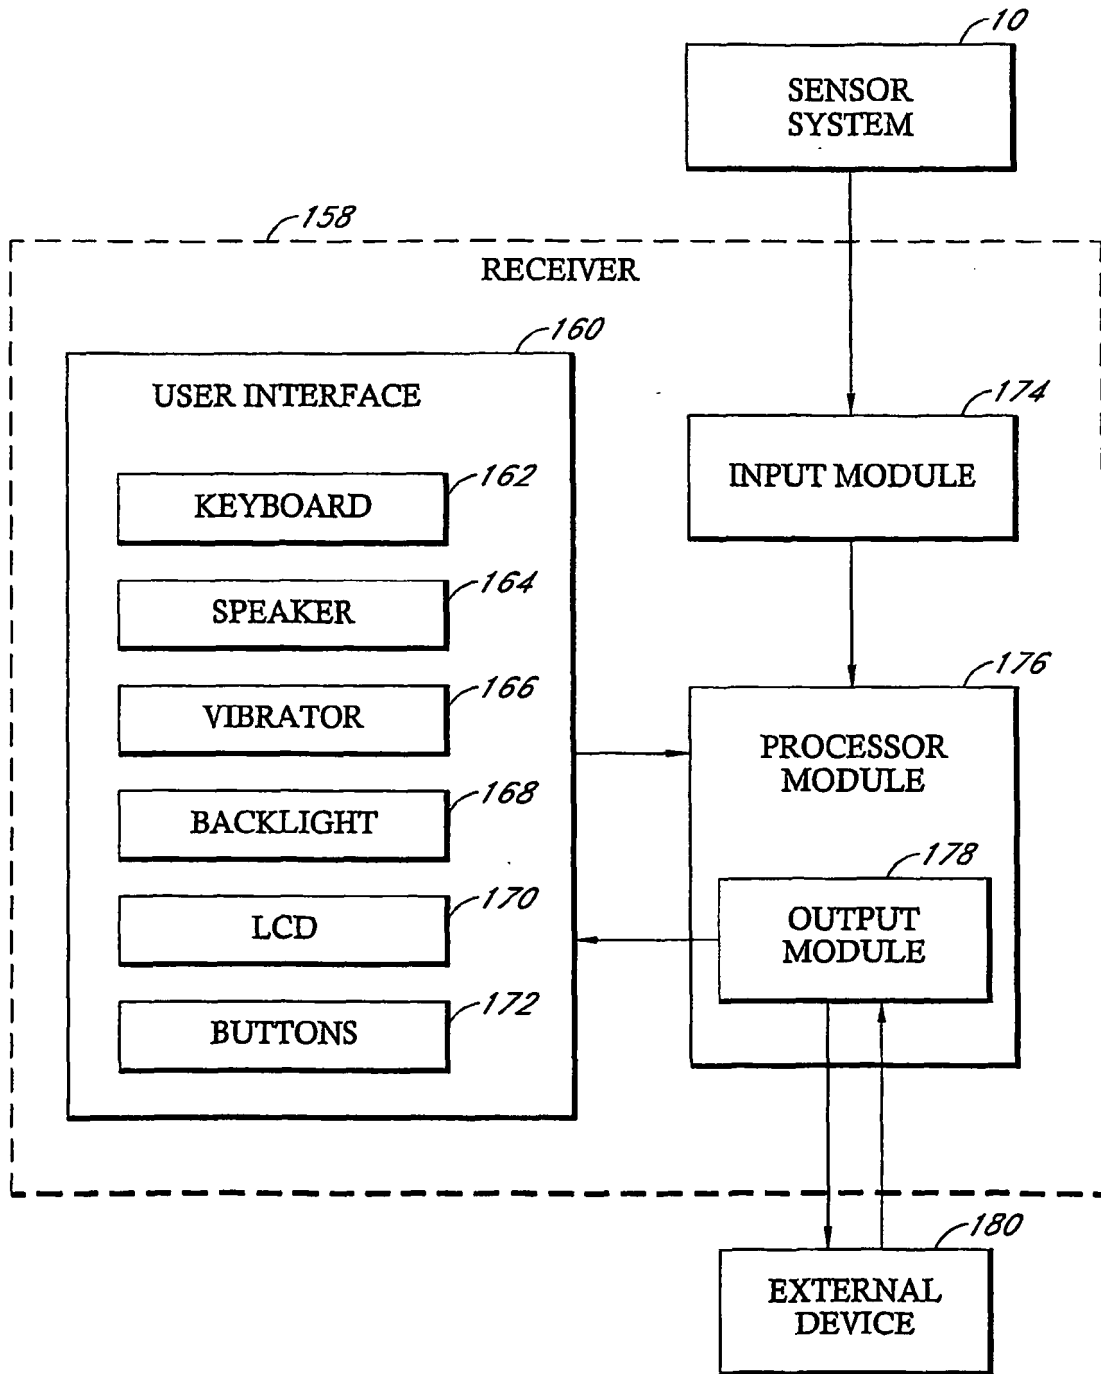 10
SENSOR
SYSTEM
158
RECEIVER
160
USER INTERFACE
174
INPUT MODULE
162
KEYBOARD
164
SPEAKER
166
VIBRATOR
168
BACKLIGHT
170
LCD
172
BUTTONS
176
PROCESSOR
MODULE
178
OUTPUT
MODULE
180
EXTERNAL
DEVICE